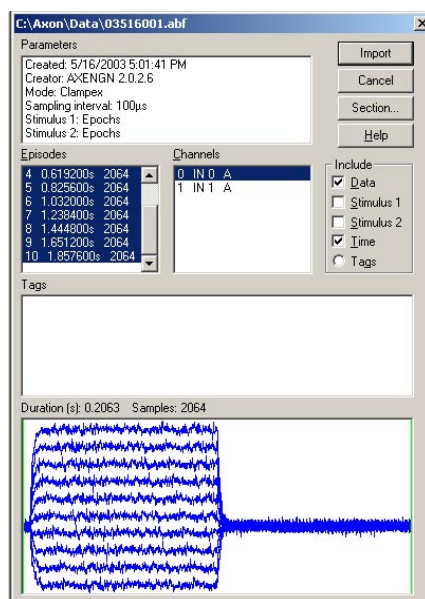 C:\Axon\Data\03516001.abf
Parameters
Created: 5/16/2003 5:01:41 PM
Creator: AXENGN 2.0.2.6
Mode: Clampex
Sampling interval: 100µs
Stimulus 1: Epochs
Stimulus 2: Epochs
Import
Cancel
Section...
Help
Episodes
4 0.619200s 2064
5 0.825600s 2064
6 1.032000s 2064
7 1.238400s 2064
8 1.444800s 2064
9 1.651200s 2064
10 1.857600s 2064
Channels
0 IN 0 A
1 IN 1 A
Include
Data
Stimulus 1
Stimulus 2
Time
Tags
Tags
Duration (s): 0.2063 Samples: 2064